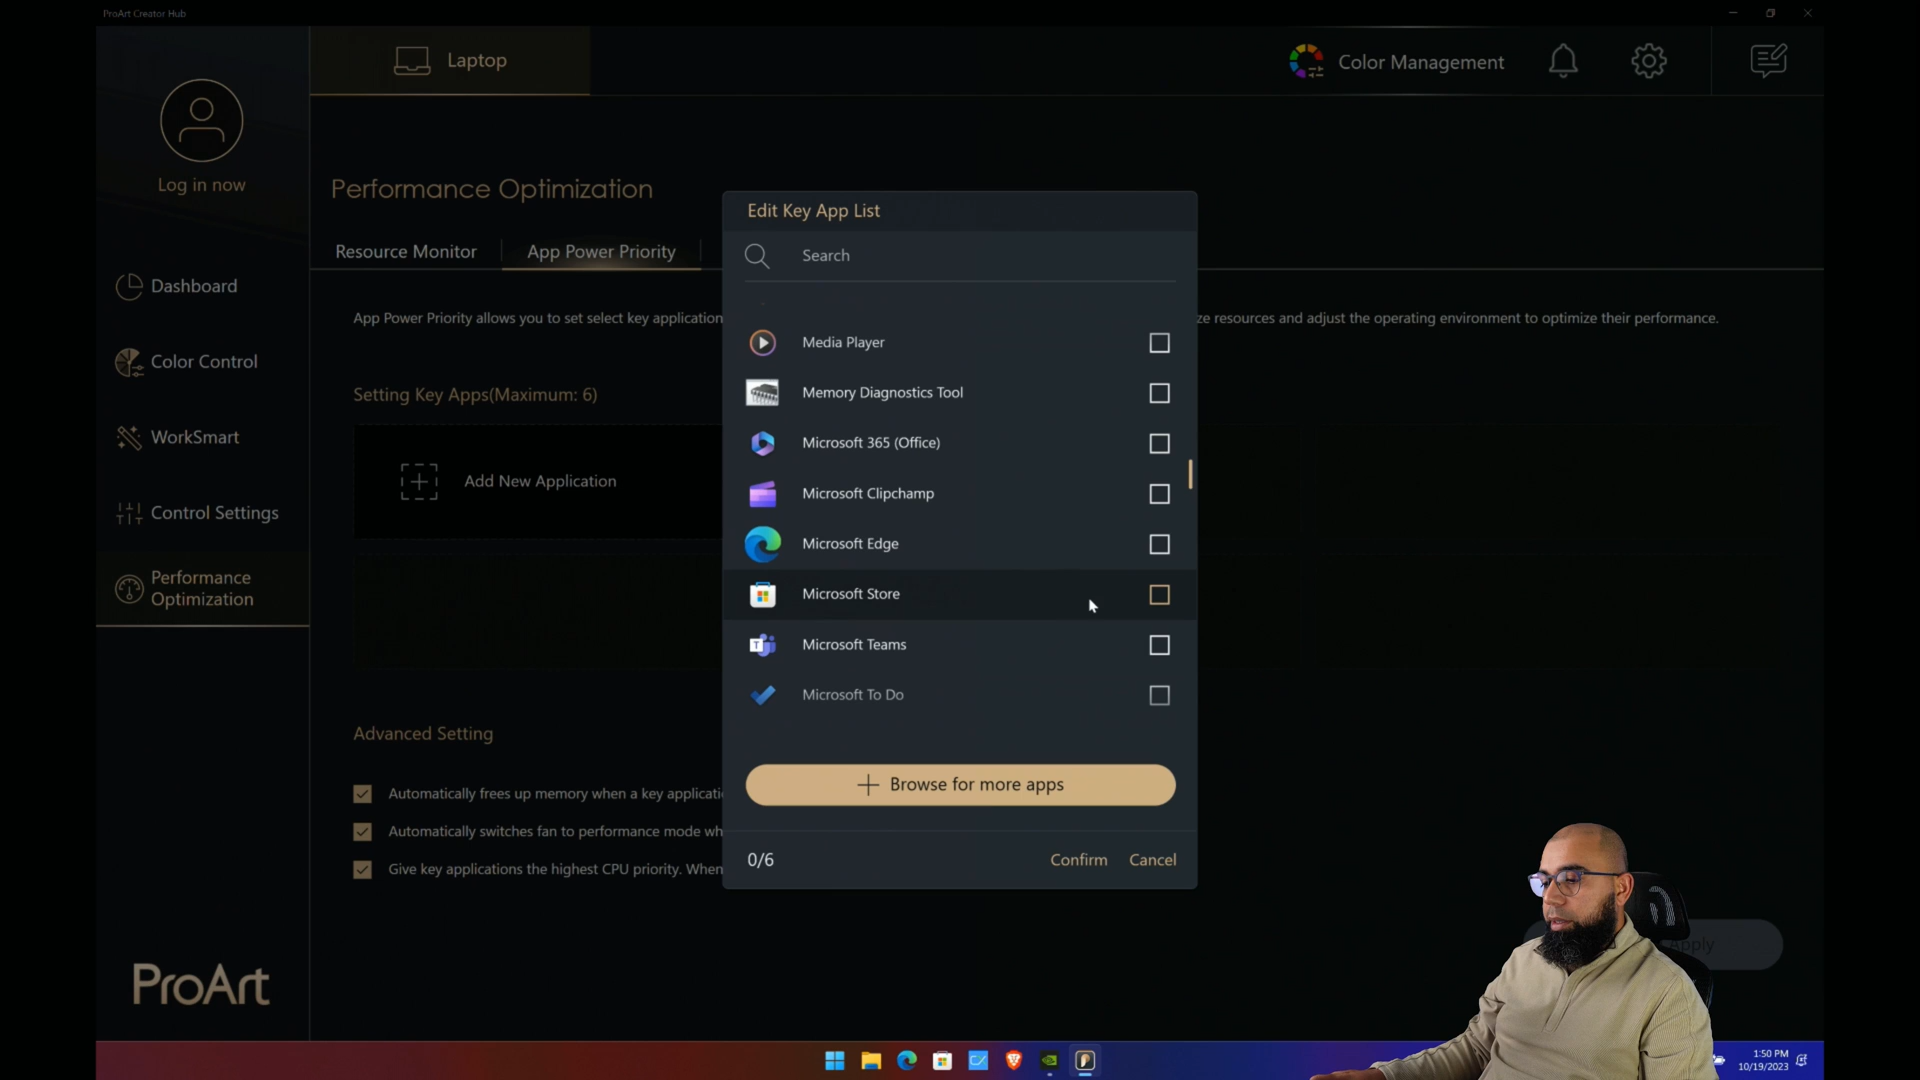 ProArt Creator Hub
Laptop
Color Management
Log in now
Performance Optimization
Resource Monitor
App Power Priority
App Power Priority allows you to set select key application
ze resources and adjust the operating environment to optimize their performance.
Dashboard
Color Control
WorkSmart
Control Settings
Performance
Optimization
Setting Key Apps(Maximum: 6)
Add New Application
Advanced Setting
Automatically frees up memory when a key applicati
Automatically switches fan to performance mode wh
Give key applications the highest CPU priority. When
Edit Key App List
Search
Media Player
Memory Diagnostics Tool
Microsoft 365 (Office)
Microsoft Clipchamp
Microsoft Edge
Microsoft Store
Microsoft Teams
Microsoft To Do
Browse for more apps
0/6
Confirm
Cancel
Apply
ProArt
1:50 PM
10/19/2023